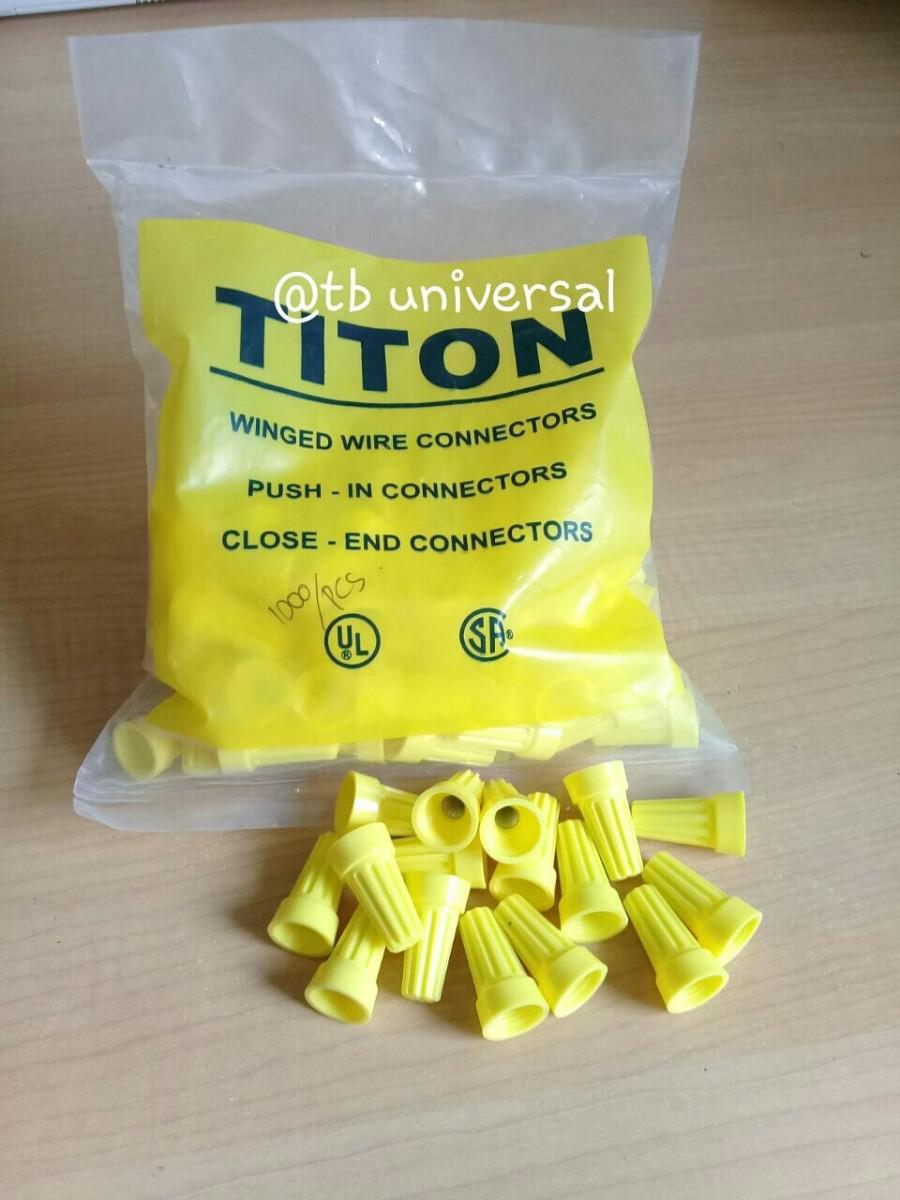 @tb universal
TITON
WINGED WIRE CONNECTORS
PUSH - IN CONNECTORS
CLOSE - END CONNECTORS
1000/PCS
UL®
SA®